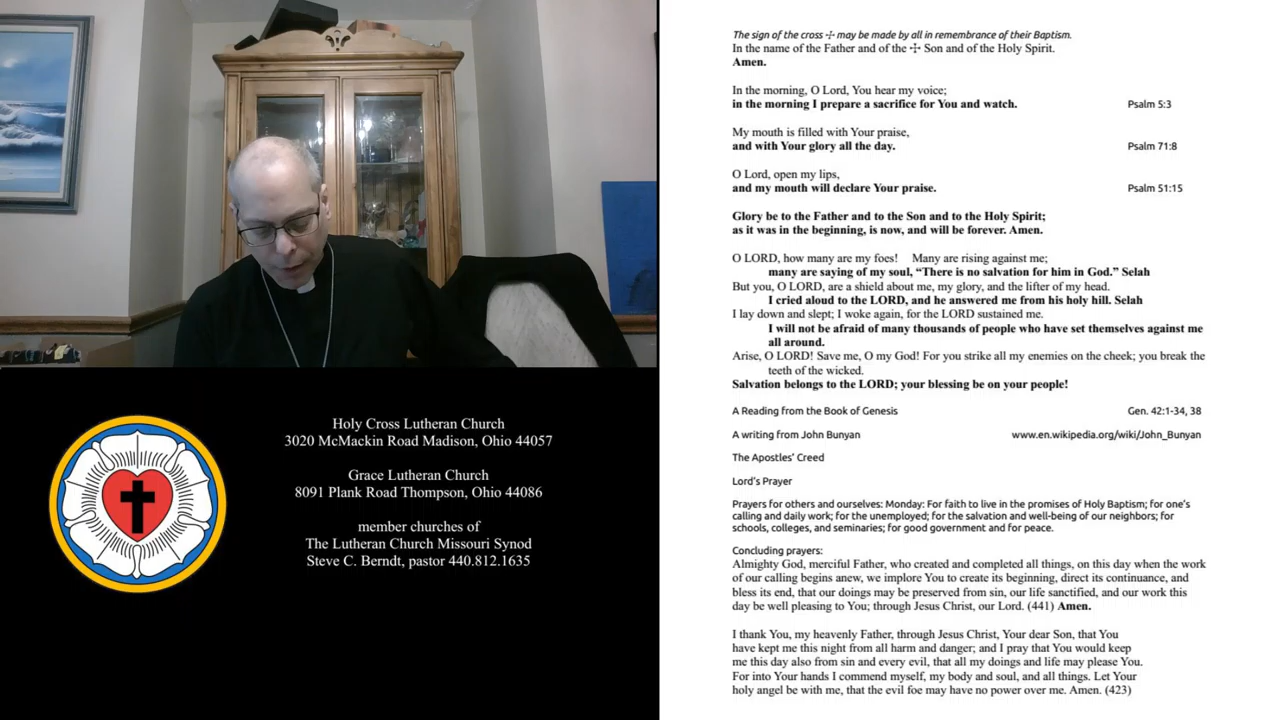 Holy Cross Lutheran Church
3020 McMackin Road Madison, Ohio 44057
Grace Lutheran Church
8091 Plank Road Thompson, Ohio 44086
member churches of
The Lutheran Church Missouri Synod
Steve C. Berndt, pastor 440.812.1635
The sign of the cross ☩ may be made by all in remembrance of their Baptism.
In the name of the Father and of the ☩ Son and of the Holy Spirit.
Amen.
In the morning, O Lord, You hear my voice;
in the morning I prepare a sacrifice for You and watch. Psalm 5:3
My mouth is filled with Your praise,
and with Your glory all the day. Psalm 71:8
O Lord, open my lips,
and my mouth will declare Your praise. Psalm 51:15
Glory be to the Father and to the Son and to the Holy Spirit;
as it was in the beginning, is now, and will be forever. Amen.
O LORD, how many are my foes! Many are rising against me;
many are saying of my soul, “There is no salvation for him in God.” Selah
But you, O LORD, are a shield about me, my glory, and the lifter of my head.
I cried aloud to the LORD, and he answered me from his holy hill. Selah
I lay down and slept; I woke again, for the LORD sustained me.
I will not be afraid of many thousands of people who have set themselves against me
all around.
Arise, O LORD! Save me, O my God! For you strike all my enemies on the cheek; you break the
teeth of the wicked.
Salvation belongs to the LORD; your blessing be on your people!
A Reading from the Book of Genesis Gen. 42:1-34, 38
A writing from John Bunyan www.en.wikipedia.org/wiki/John_Bunyan
The Apostles’ Creed
Lord’s Prayer
Prayers for others and ourselves: Monday: For faith to live in the promises of Holy Baptism; for one’s
calling and daily work; for the unemployed; for the salvation and well-being of our neighbors; for
schools, colleges, and seminaries; for good government and for peace.
Concluding prayers:
Almighty God, merciful Father, who created and completed all things, on this day when the work
of our calling begins anew, we implore You to create its beginning, direct its continuance, and
bless its end, that our doings may be preserved from sin, our life sanctified, and our work this
day be well pleasing to You; through Jesus Christ, our Lord. (441) Amen.
I thank You, my heavenly Father, through Jesus Christ, Your dear Son, that You
have kept me this night from all harm and danger; and I pray that You would keep
me this day also from sin and every evil, that all my doings and life may please You.
For into Your hands I commend myself, my body and soul, and all things. Let Your
holy angel be with me, that the evil foe may have no power over me. Amen. (423)